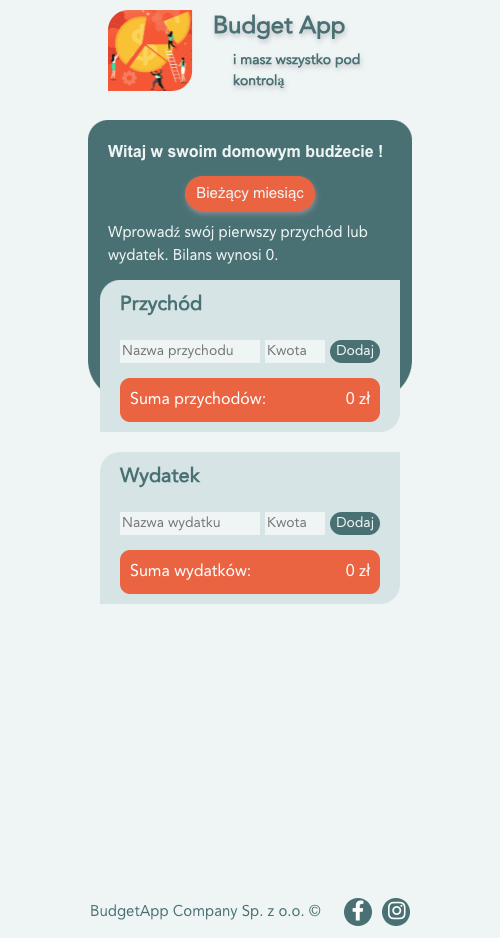 Budget App
i masz wszystko pod
kontrolą
Witaj w swoim domowym budżecie !
Bieżący miesiąc
Wprowadź swój pierwszy przychód lub
wydatek. Bilans wynosi 0.
Przychód
Nazwa przychodu Kwota Dodaj
Suma przychodów: 0 zł
Wydatek
Nazwa wydatku Kwota Dodaj
Suma wydatków: 0 zł
BudgetApp Company Sp. z o.o. ©